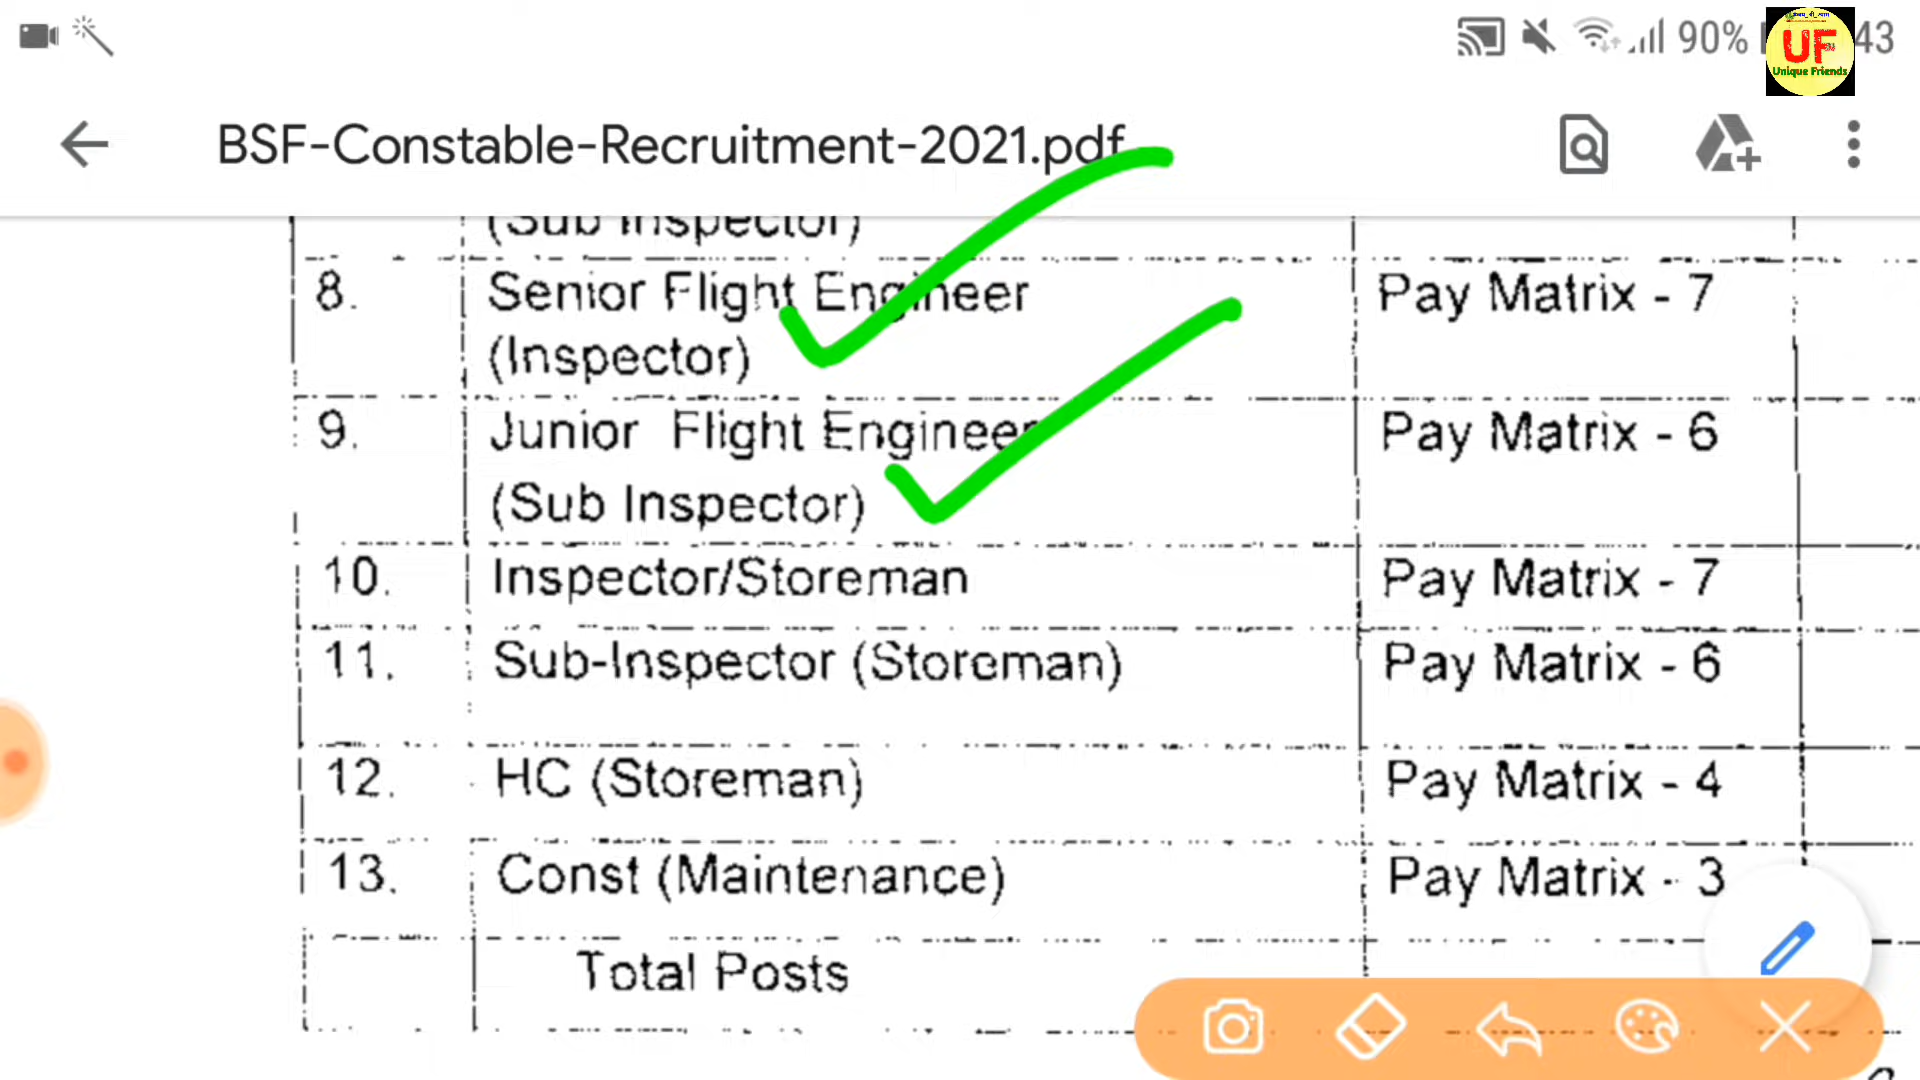 90%
43
UF
Unique Friends
BSF-Constable-Recruitment-2021.pdf
(Sub Inspector)
8. Senior Flight Engineer Pay Matrix - 7
(Inspector)
9. Junior Flight Engineer Pay Matrix - 6
(Sub Inspector)
10. Inspector/Storeman Pay Matrix - 7
11. Sub-Inspector (Storeman) Pay Matrix - 6
12. HC (Storeman) Pay Matrix - 4
13. Const (Maintenance) Pay Matrix - 3
Total Posts